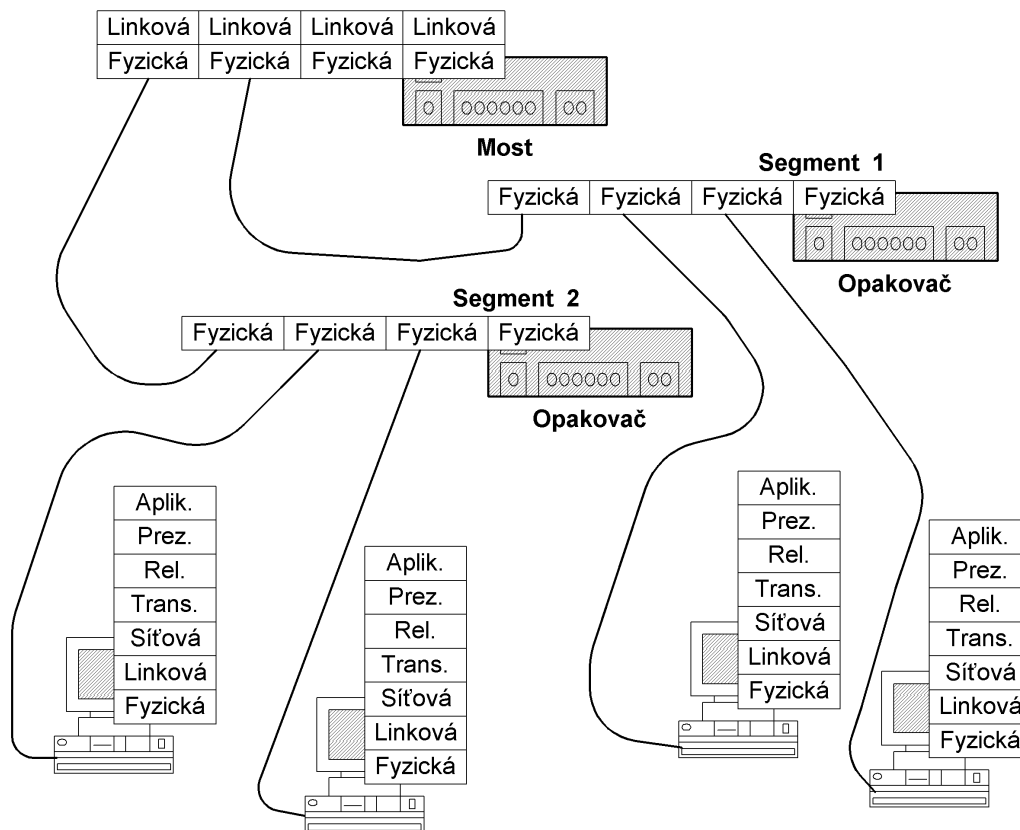 Linková Linková Linková Linková
Fyzická Fyzická Fyzická Fyzická
Most
Segment 1
Fyzická Fyzická Fyzická Fyzická
Opakovač
Segment 2
Fyzická Fyzická Fyzická Fyzická
Opakovač
Aplik.
Prez.
Rel.
Trans.
Síťová
Linková
Fyzická
Aplik.
Prez.
Rel.
Trans.
Síťová
Linková
Fyzická
Aplik.
Prez.
Rel.
Trans.
Síťová
Linková
Fyzická
Aplik.
Prez.
Rel.
Trans.
Síťová
Linková
Fyzická